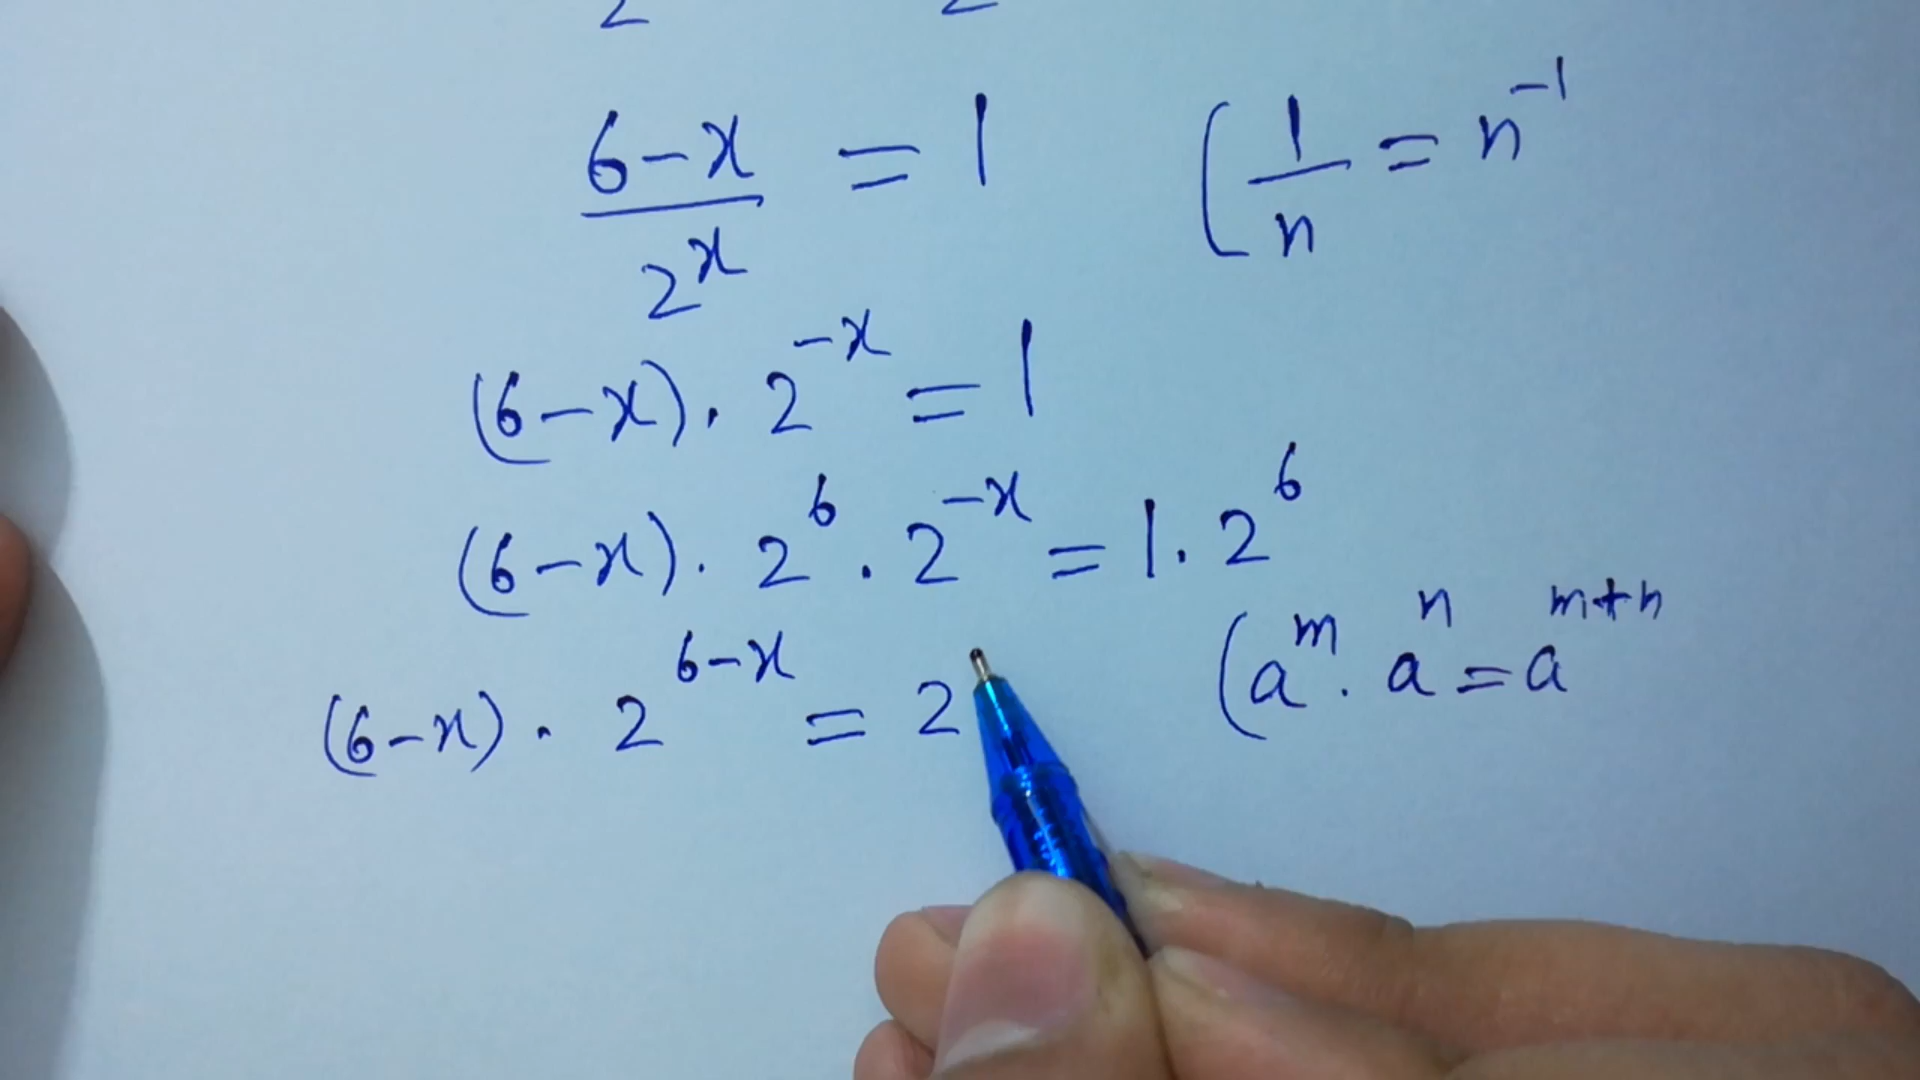 6-x / 2^x = 1 ( 1/n = n^-1
(6-x). 2^-x = 1
(6-x). 2^6 . 2^-x = 1. 2^6
(6-x). 2^6-x = 2 ( a^m . a^n = a^m+n